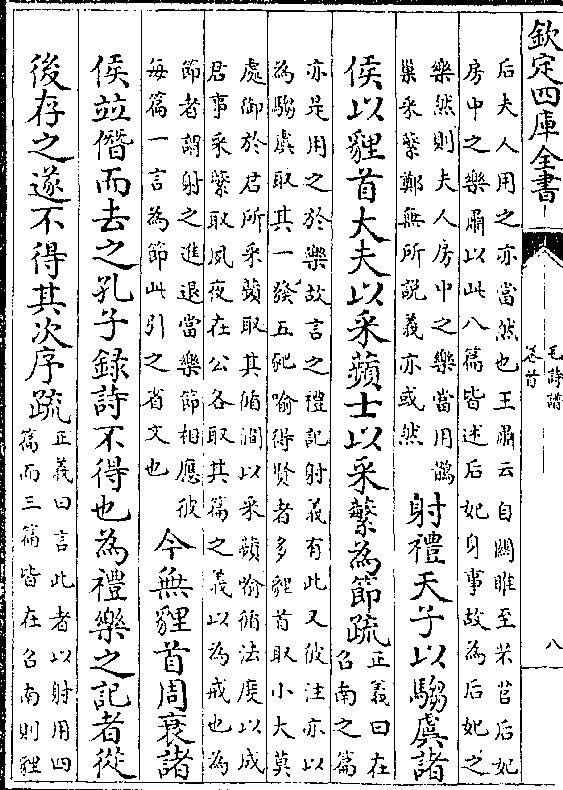 欽定四庫全書
毛詩譜
卷首
八
后夫人用之亦當然也王肅云自關雎至芣苢后妃
房中之樂肅以此八篇皆述后妃身事故為后妃之
樂然則夫人房中之樂當用鵲
巢采蘩鄭無所說義亦或然
射禮天子以騶虞諸
侯以貍首大夫以采蘋士以采蘩為節疏
正義曰在
召南之篇
亦是用之於樂故言之禮記射義有此又彼注亦以
為騶虞取其一發五豝喻得賢者多貍首取小大莫
處御於君所采蘋取其循澗以采蘋喻循法度以成
君事采蘩取夙夜在公各取其篇之義以為戒也為
節者謂射之進退當樂節相應彼
每篇一言為節此引之省文也
今無貍首周衰諸
侯並僭而去之孔子錄詩不得也為禮樂之記者從
後存之遂不得其次序疏
正義曰言此者以射用四
篇而三篇皆在召南則貍